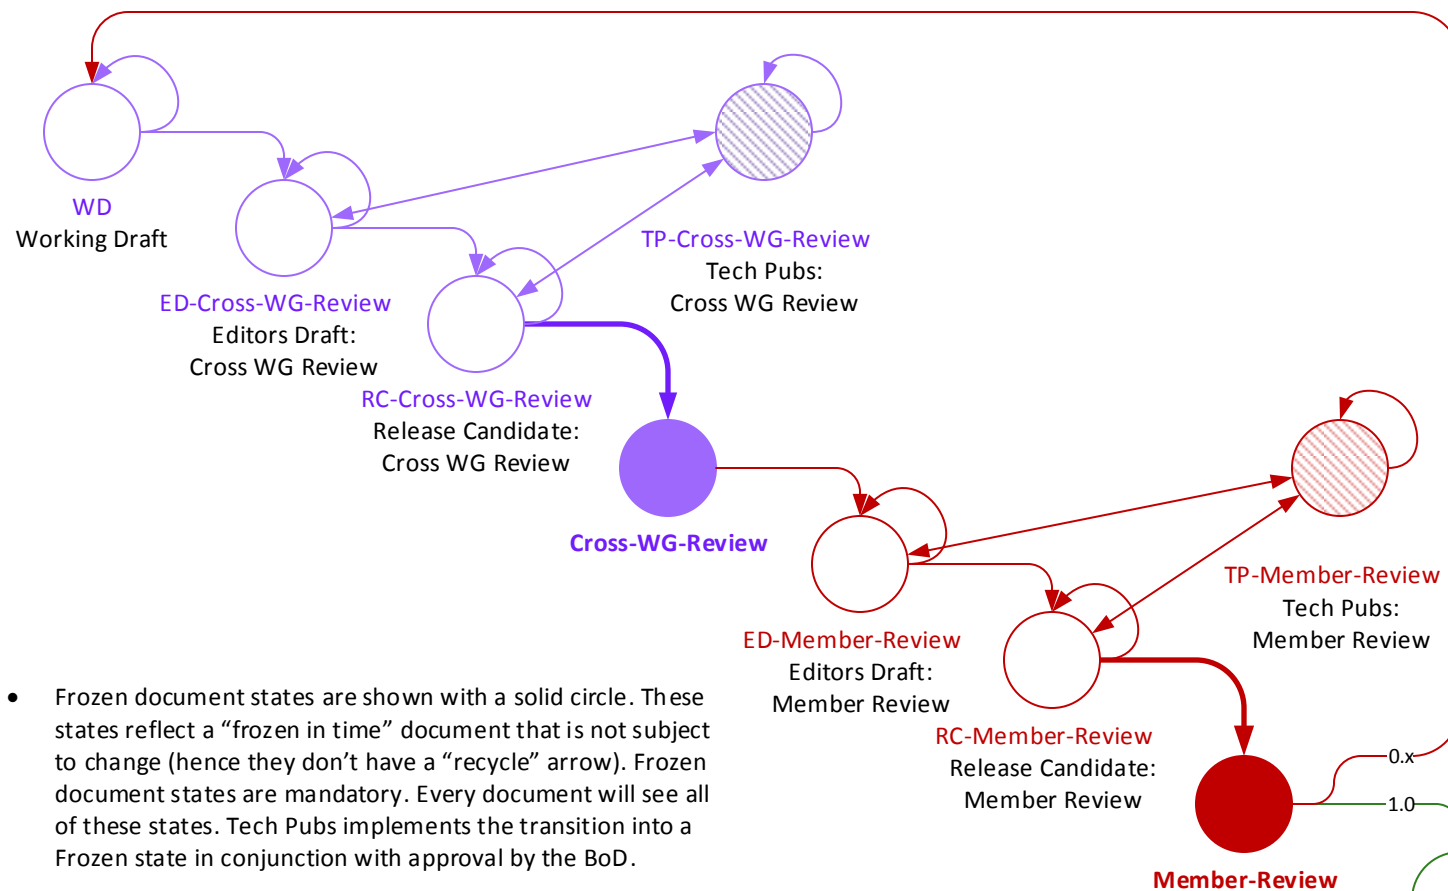 WD
Working Draft
ED-Cross-WG-Review
Editors Draft:
Cross WG Review
TP-Cross-WG-Review
Tech Pubs:
Cross WG Review
RC-Cross-WG-Review
Release Candidate:
Cross WG Review
Cross-WG-Review
ED-Member-Review
Editors Draft:
Member Review
TP-Member-Review
Tech Pubs:
Member Review
RC-Member-Review
Release Candidate:
Member Review
0.x
1.0
Member-Review
• Frozen document states are shown with a solid circle. These
states reflect a “frozen in time” document that is not subject
to change (hence they don’t have a “recycle” arrow). Frozen
document states are mandatory. Every document will see all
of these states. Tech Pubs implements the transition into a
Frozen state in conjunction with approval by the BoD.